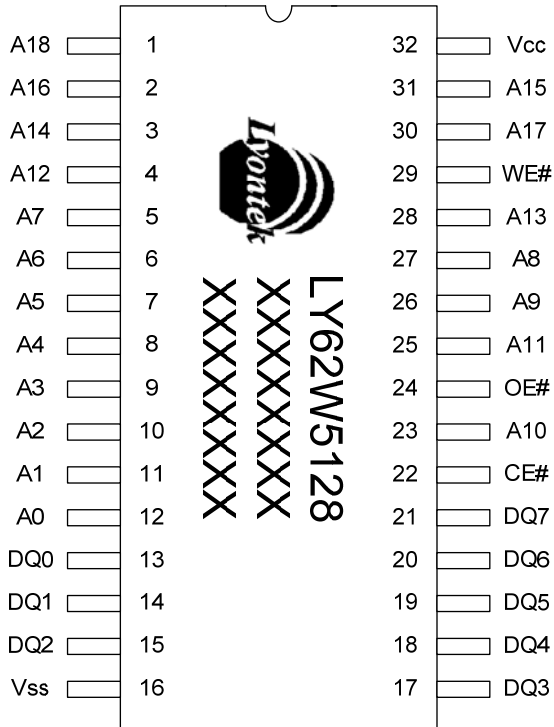 A18 1 32 Vcc
A16 2 31 A15
A14 3 30 A17
A12 4 29 WE#
A7 5 28 A13
A6 6 27 A8
A5 7 26 A9
A4 8 25 A11
A3 9 24 OE#
A2 10 23 A10
A1 11 22 CE#
A0 12 21 DQ7
DQ0 13 20 DQ6
DQ1 14 19 DQ5
DQ2 15 18 DQ4
Vss 16 17 DQ3
Lyontek
LY62W5128
XXXXXXXX
XXXXXXXX